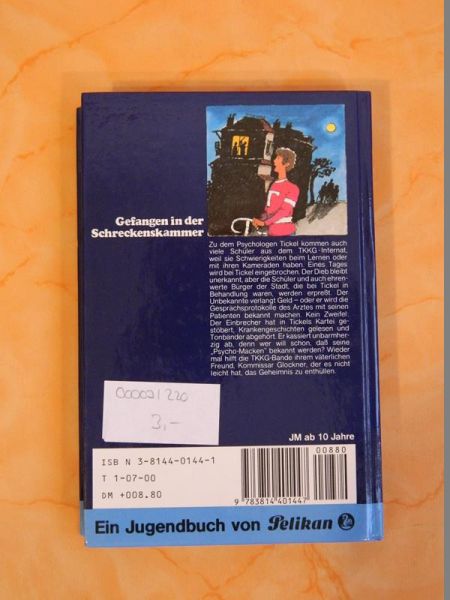 Gefangen in der
Schreckenskammer
Zu dem Psychologen Tickel kommen auch
viele Schüler aus dem TKKG-Internat,
weil sie Schwierigkeiten beim Lernen oder
mit ihren Kameraden haben. Eines Tages
wird bei Tickel eingebrochen. Der Dieb bleibt
unerkannt, aber die Schüler und auch ehren-
werte Bürger der Stadt, die bei Tickel in
Behandlung waren, werden erpreßt. Der
Unbekannte verlangt Geld – oder er wird die
Gesprächsprotokolle des Arztes mit seinen
Patienten bekannt machen. Kein Zweifel.
Der Einbrecher hat in Tickels Kartei ge-
stöbert, Krankengeschichten gelesen und
Tonbänder abgehört. Er kassiert unbarmher-
zig ab, denn wer will schon, daß seine
„Psycho-Macken" bekannt werden? Wieder
mal hilft die TKKG-Bande ihrem väterlichen
Freund, Kommissar Glockner, der es nicht
leicht hat, das Geheimnis zu enthüllen.
000031220
3,-
JM ab 10 Jahre
ISB N 3-8144-0144-1
T 1-07-00
DM +008.80
00880
9 783814 401447
Ein Jugendbuch von Pelikan